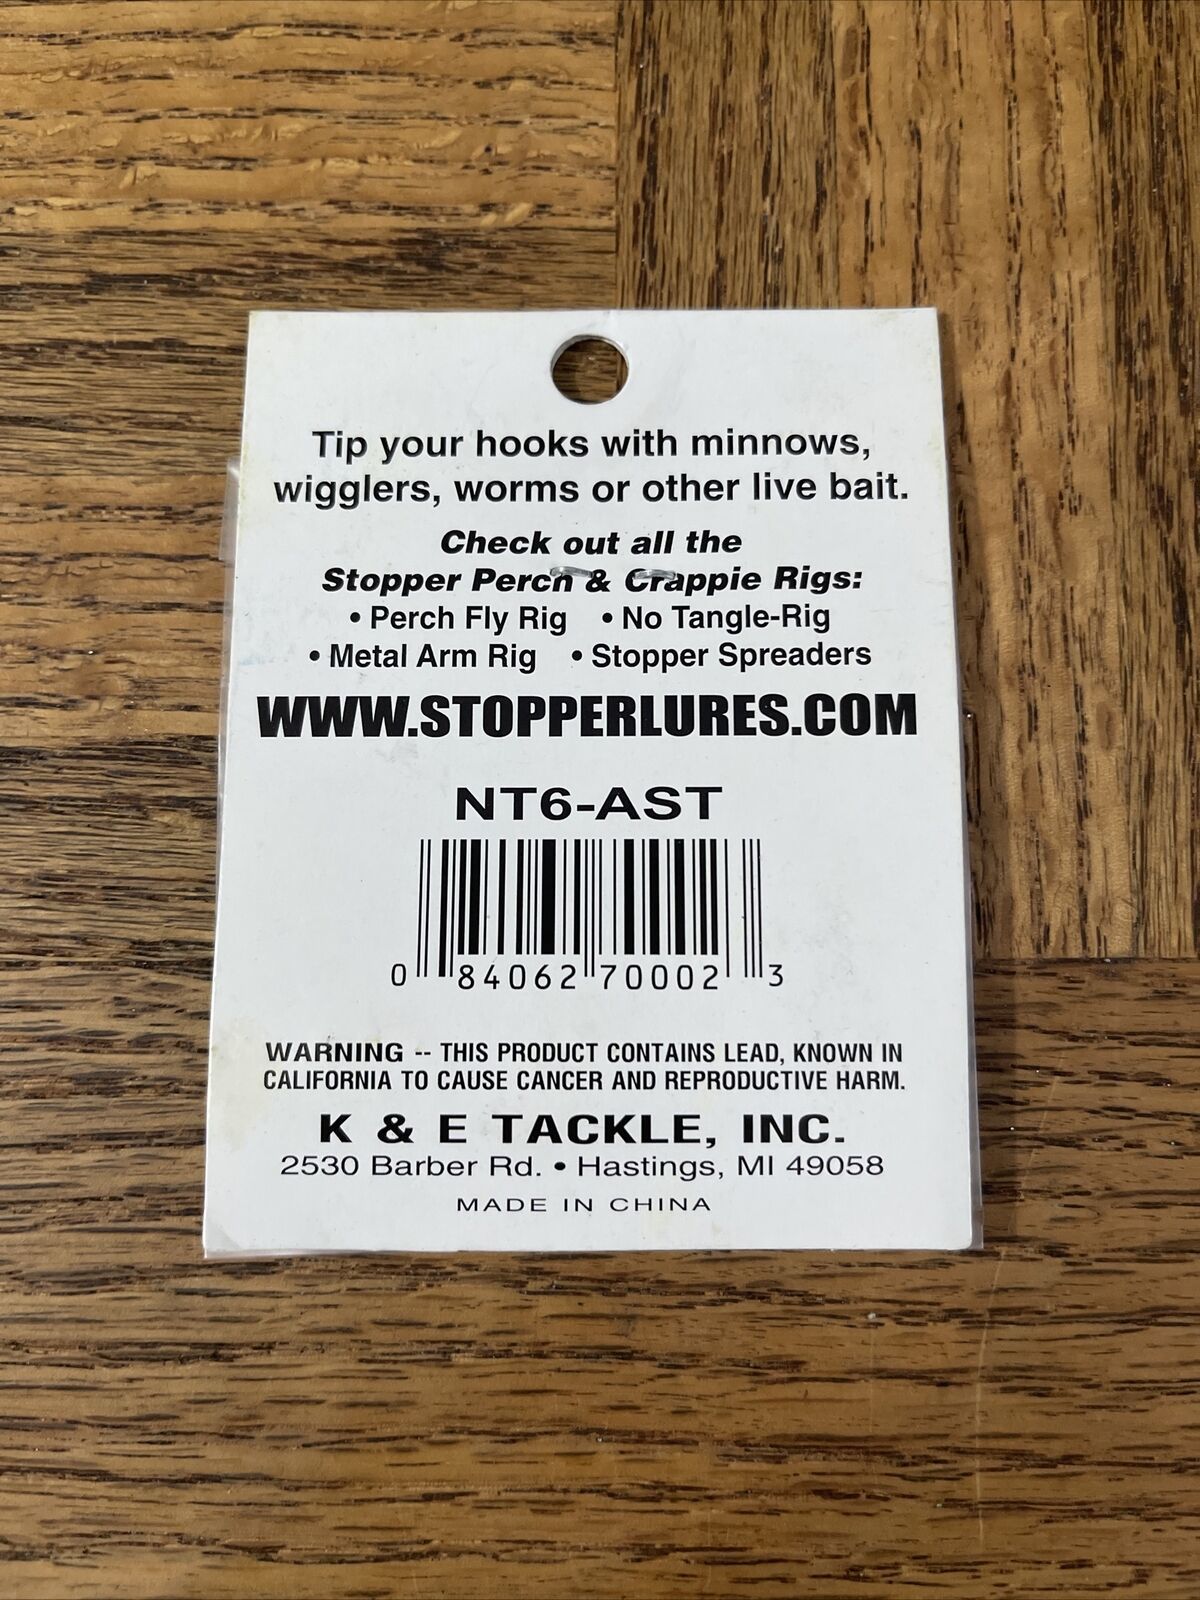 Tip your hooks with minnows,
wigglers, worms or other live bait.
Check out all the
Stopper Perch & Crappie Rigs:
• Perch Fly Rig • No Tangle-Rig
• Metal Arm Rig • Stopper Spreaders
WWW.STOPPERLURES.COM
NT6-AST
0 84062 70002 3
WARNING -- THIS PRODUCT CONTAINS LEAD, KNOWN IN
CALIFORNIA TO CAUSE CANCER AND REPRODUCTIVE HARM.
K & E TACKLE, INC.
2530 Barber Rd. • Hastings, MI 49058
MADE IN CHINA